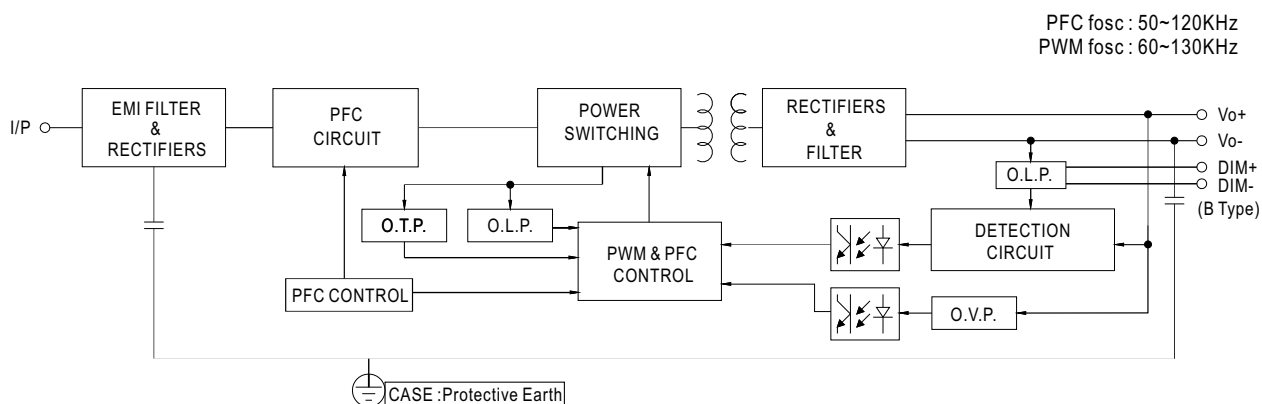 PFC fosc : 50~120KHz
PWM fosc : 60~130KHz
I/P
EMI FILTER
&
RECTIFIERS
PFC
CIRCUIT
POWER
SWITCHING
RECTIFIERS
&
FILTER
Vo+
Vo-
DIM+
DIM-
(B Type)
O.L.P.
O.T.P.
O.L.P.
PWM & PFC
CONTROL
DETECTION
CIRCUIT
PFC CONTROL
O.V.P.
CASE :Protective Earth